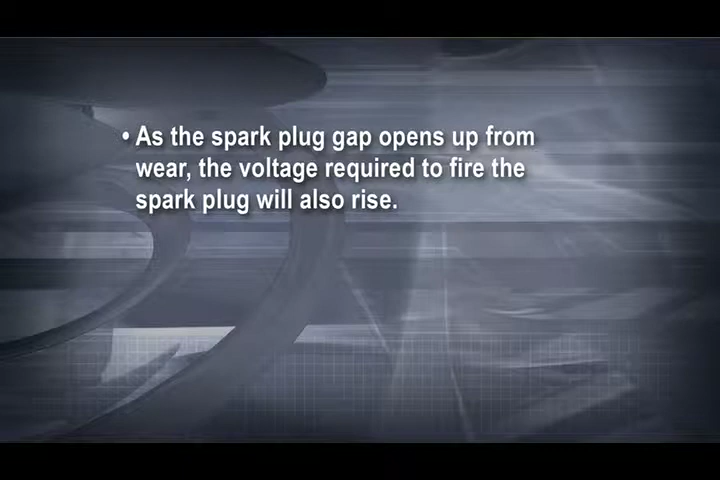 • As the spark plug gap opens up from
wear, the voltage required to fire the
spark plug will also rise.